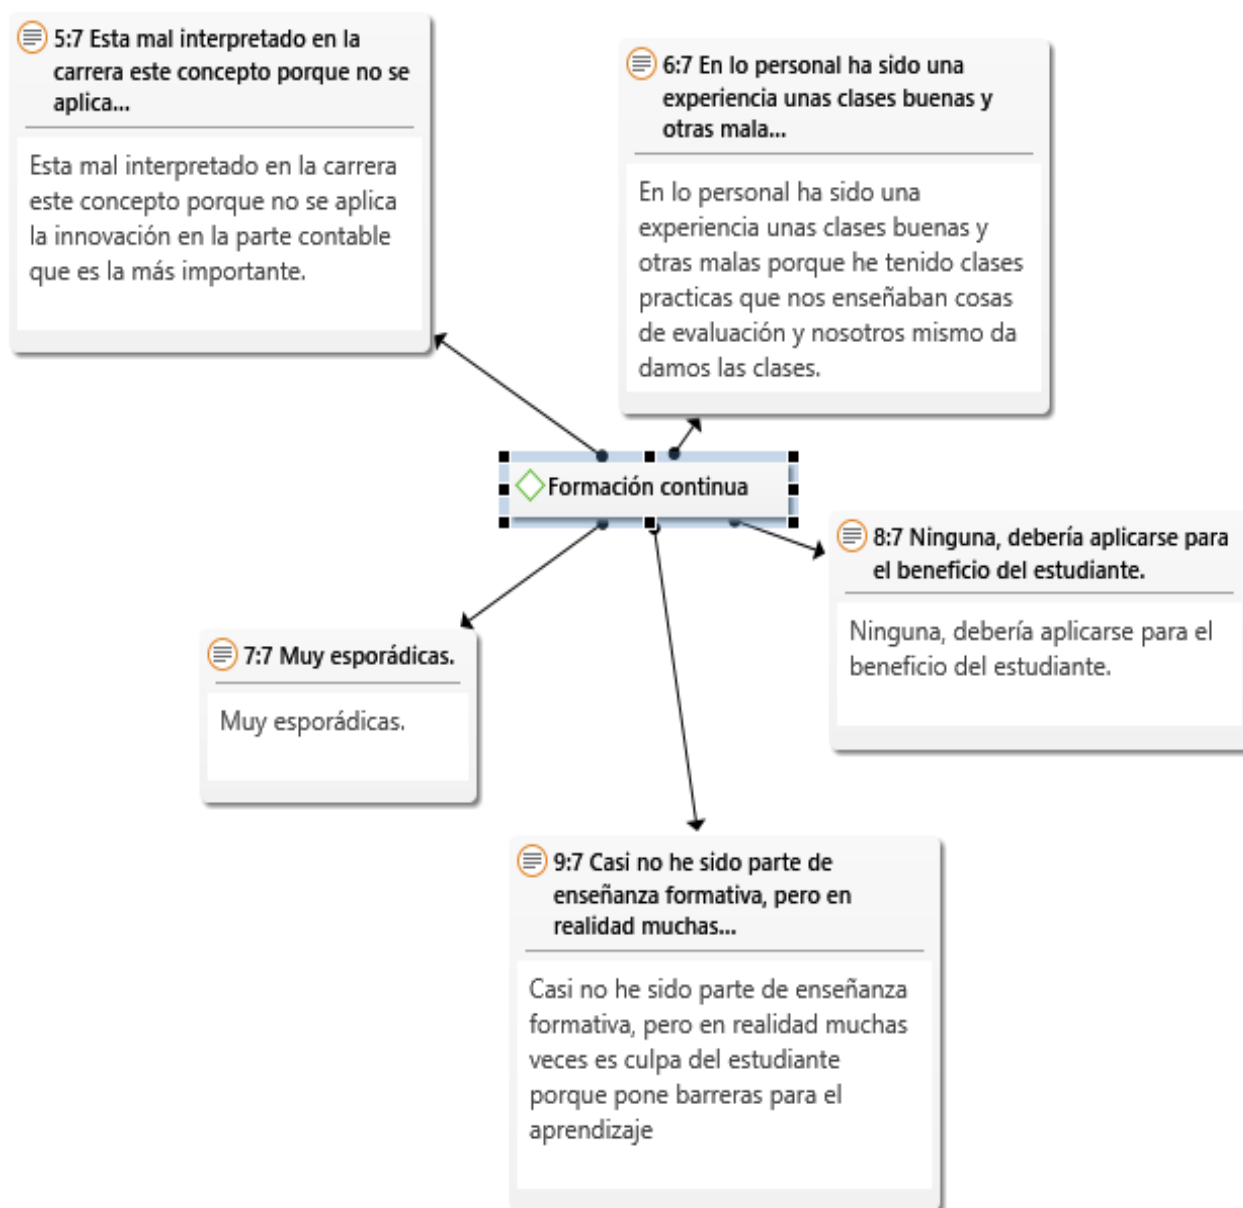 5:7 Esta mal interpretado en la
carrera este concepto porque no se
aplica...
Esta mal interpretado en la carrera
este concepto porque no se aplica
la innovación en la parte contable
que es la más importante.
6:7 En lo personal ha sido una
experiencia unas clases buenas y
otras mala...
En lo personal ha sido una
experiencia unas clases buenas y
otras malas porque he tenido clases
practicas que nos enseñaban cosas
de evaluación y nosotros mismo da
damos las clases.
Formación continua
8:7 Ninguna, debería aplicarse para
el beneficio del estudiante.
Ninguna, debería aplicarse para el
beneficio del estudiante.
7:7 Muy esporádicas.
Muy esporádicas.
9:7 Casi no he sido parte de
enseñanza formativa, pero en
realidad muchas...
Casi no he sido parte de enseñanza
formativa, pero en realidad muchas
veces es culpa del estudiante
porque pone barreras para el
aprendizaje